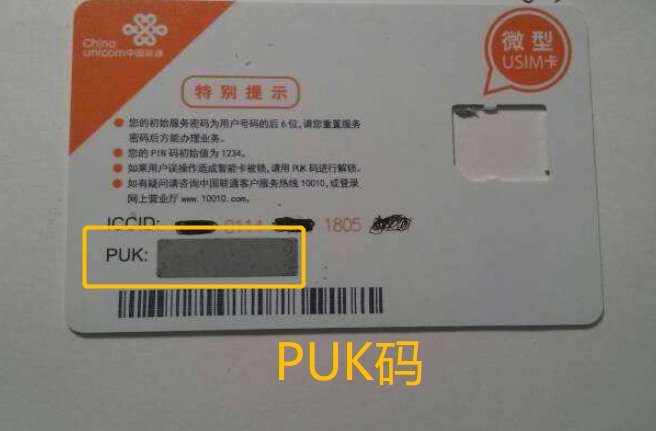 China
unicom中国联通
微型
USIM卡
特别提示
您的初始服务密码为用户号码的后6位,请您重置服务
密码后方能办理业务。
您的PIN码初始值为1234。
如果用户误操作造成智能卡被锁,请用PUK码进行解锁。
如有疑问请咨询中国联通客户服务热线10010,或登录
网上营业厅www.10010.com。
ICCID: 0114 1805
PUK:
PUK码